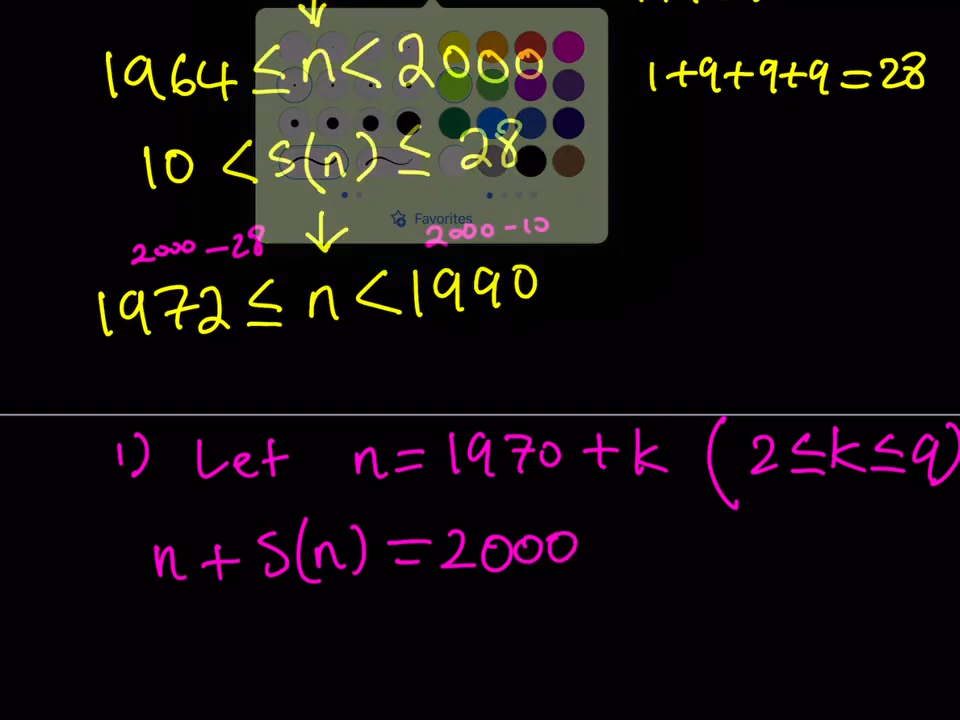 1964 ≤ n < 2000
1+9+9+9=28
10 < S(n) ≤ 28
Favorites
2000-28
2000-10
1972 ≤ n < 1990
1) Let n=1970+k (2≤k≤9)
n+S(n)=2000